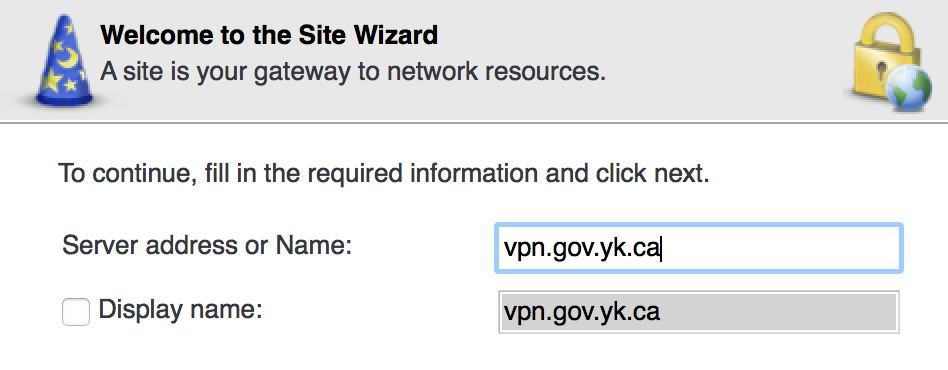 Welcome to the Site Wizard
A site is your gateway to network resources.
To continue, fill in the required information and click next.
Server address or Name: vpn.gov.yk.ca
Display name: vpn.gov.yk.ca